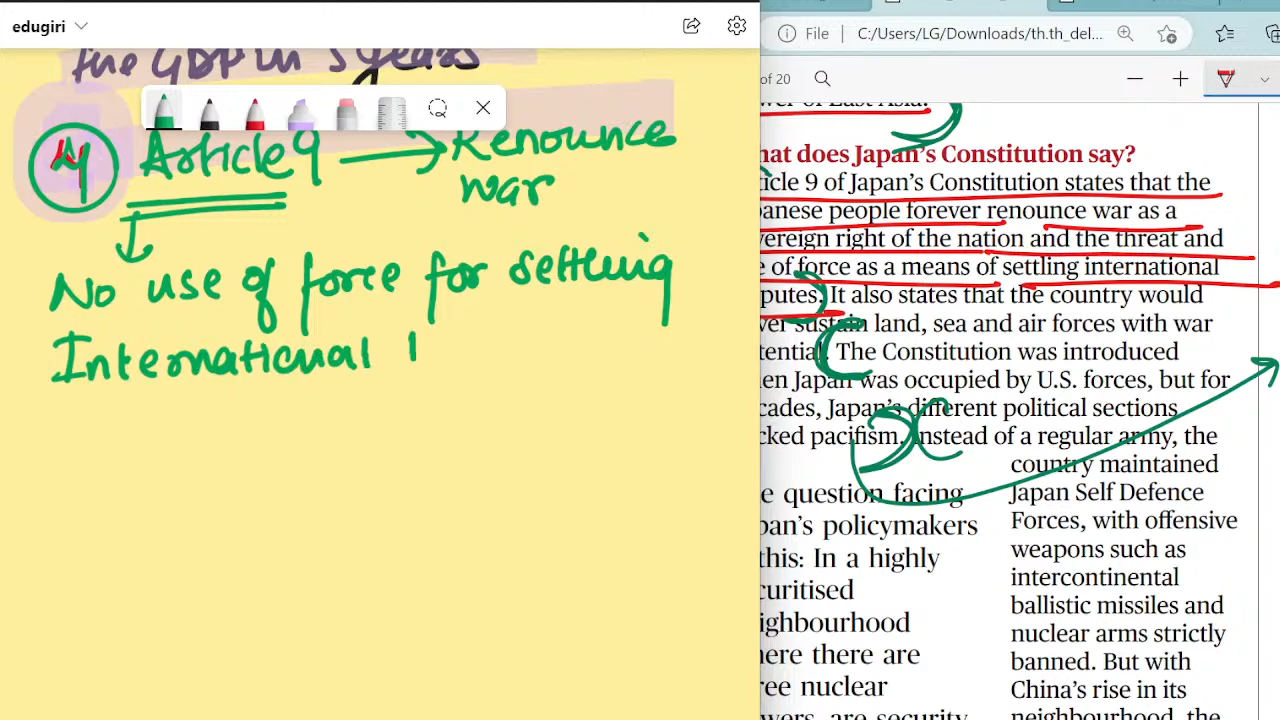 edugiri
the GDP in 5 years
4) Article 9 → Renounce
war
No use of force for settling
International
File C:/Users/LG/Downloads/th.th_del...
of 20
wer of East Asia.
hat does Japan's Constitution say?
icle 9 of Japan's Constitution states that the
panese people forever renounce war as a
vereign right of the nation and the threat and
e of force as a means of settling international
putes. It also states that the country would
ver sustain land, sea and air forces with war
tential. The Constitution was introduced
en Japan was occupied by U.S. forces, but for
cades, Japan's different political sections
cked pacifism. Instead of a regular army, the
country maintained
Japan Self Defence
Forces, with offensive
weapons such as
intercontinental
ballistic missiles and
nuclear arms strictly
banned. But with
China's rise in its
neighbourhood, the
e question facing
pan's policymakers
this: In a highly
curitised
ighbourhood
here there are
ree nuclear
wers, are security